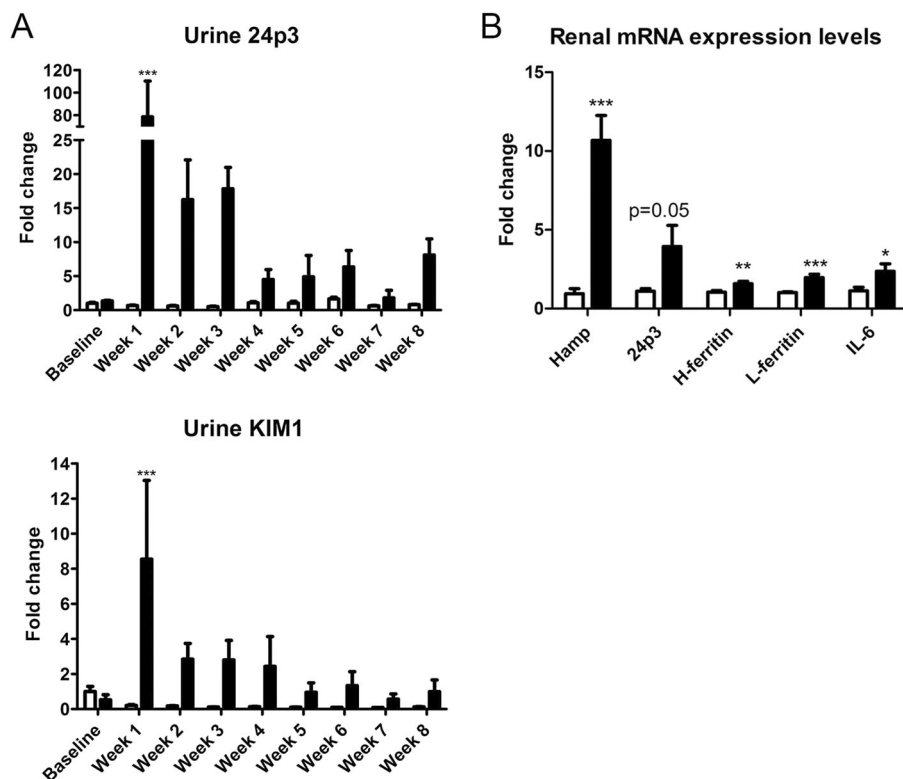 A
Urine 24p3
Fold change
120
100
80
60
25
20
15
10
5
0
***
Baseline
Week 1
Week 2
Week 3
Week 4
Week 5
Week 6
Week 7
Week 8
B
Renal mRNA expression levels
Fold change
15
10
5
0
***
p=0.05
**
***
*
Hamp
24p3
H-ferritin
L-ferritin
IL-6
Urine KIM1
Fold change
14
12
10
8
6
4
2
0
***
Baseline
Week 1
Week 2
Week 3
Week 4
Week 5
Week 6
Week 7
Week 8